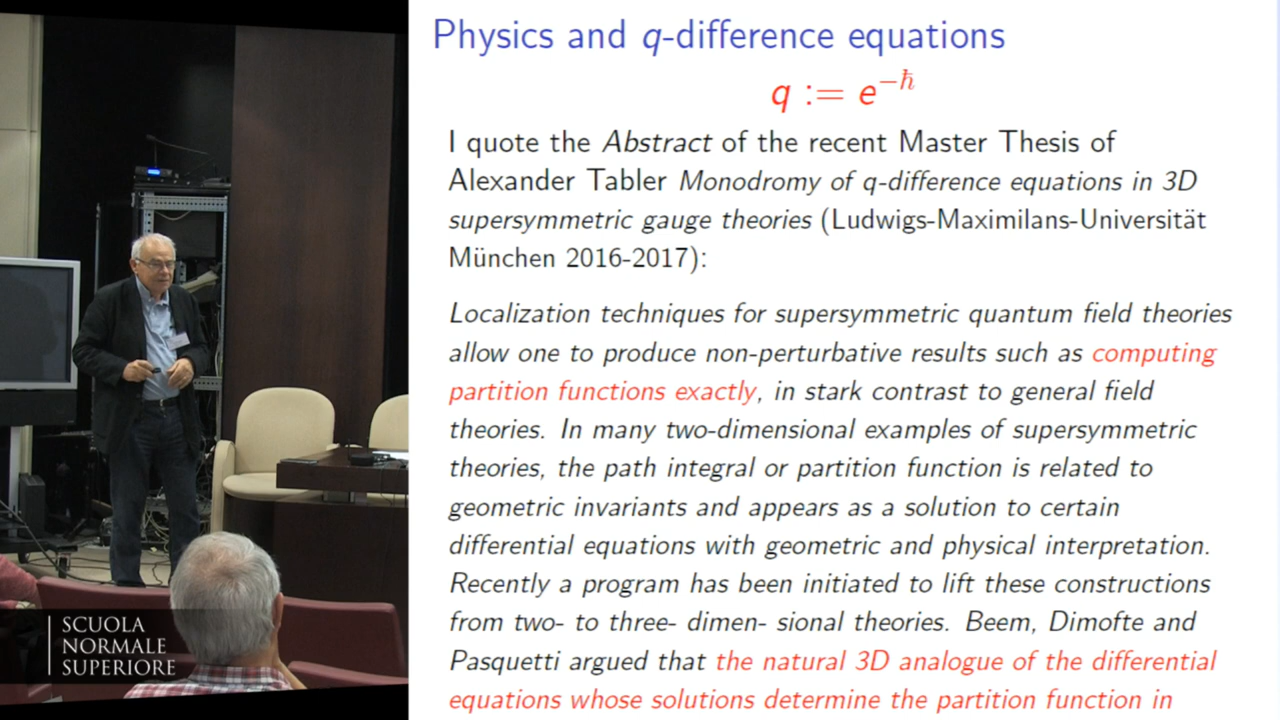 Physics and q-difference equations
q := e^{-ħ}
I quote the Abstract of the recent Master Thesis of
Alexander Tabler Monodromy of q-difference equations in 3D
supersymmetric gauge theories (Ludwigs-Maximilans-Universität
München 2016-2017):
Localization techniques for supersymmetric quantum field theories
allow one to produce non-perturbative results such as computing
partition functions exactly, in stark contrast to general field
theories. In many two-dimensional examples of supersymmetric
theories, the path integral or partition function is related to
geometric invariants and appears as a solution to certain
differential equations with geometric and physical interpretation.
Recently a program has been initiated to lift these constructions
from two- to three- dimen- sional theories. Beem, Dimofte and
Pasquetti argued that the natural 3D analogue of the differential
equations whose solutions determine the partition function in
SCUOLA
NORMALE
SUPERIORE